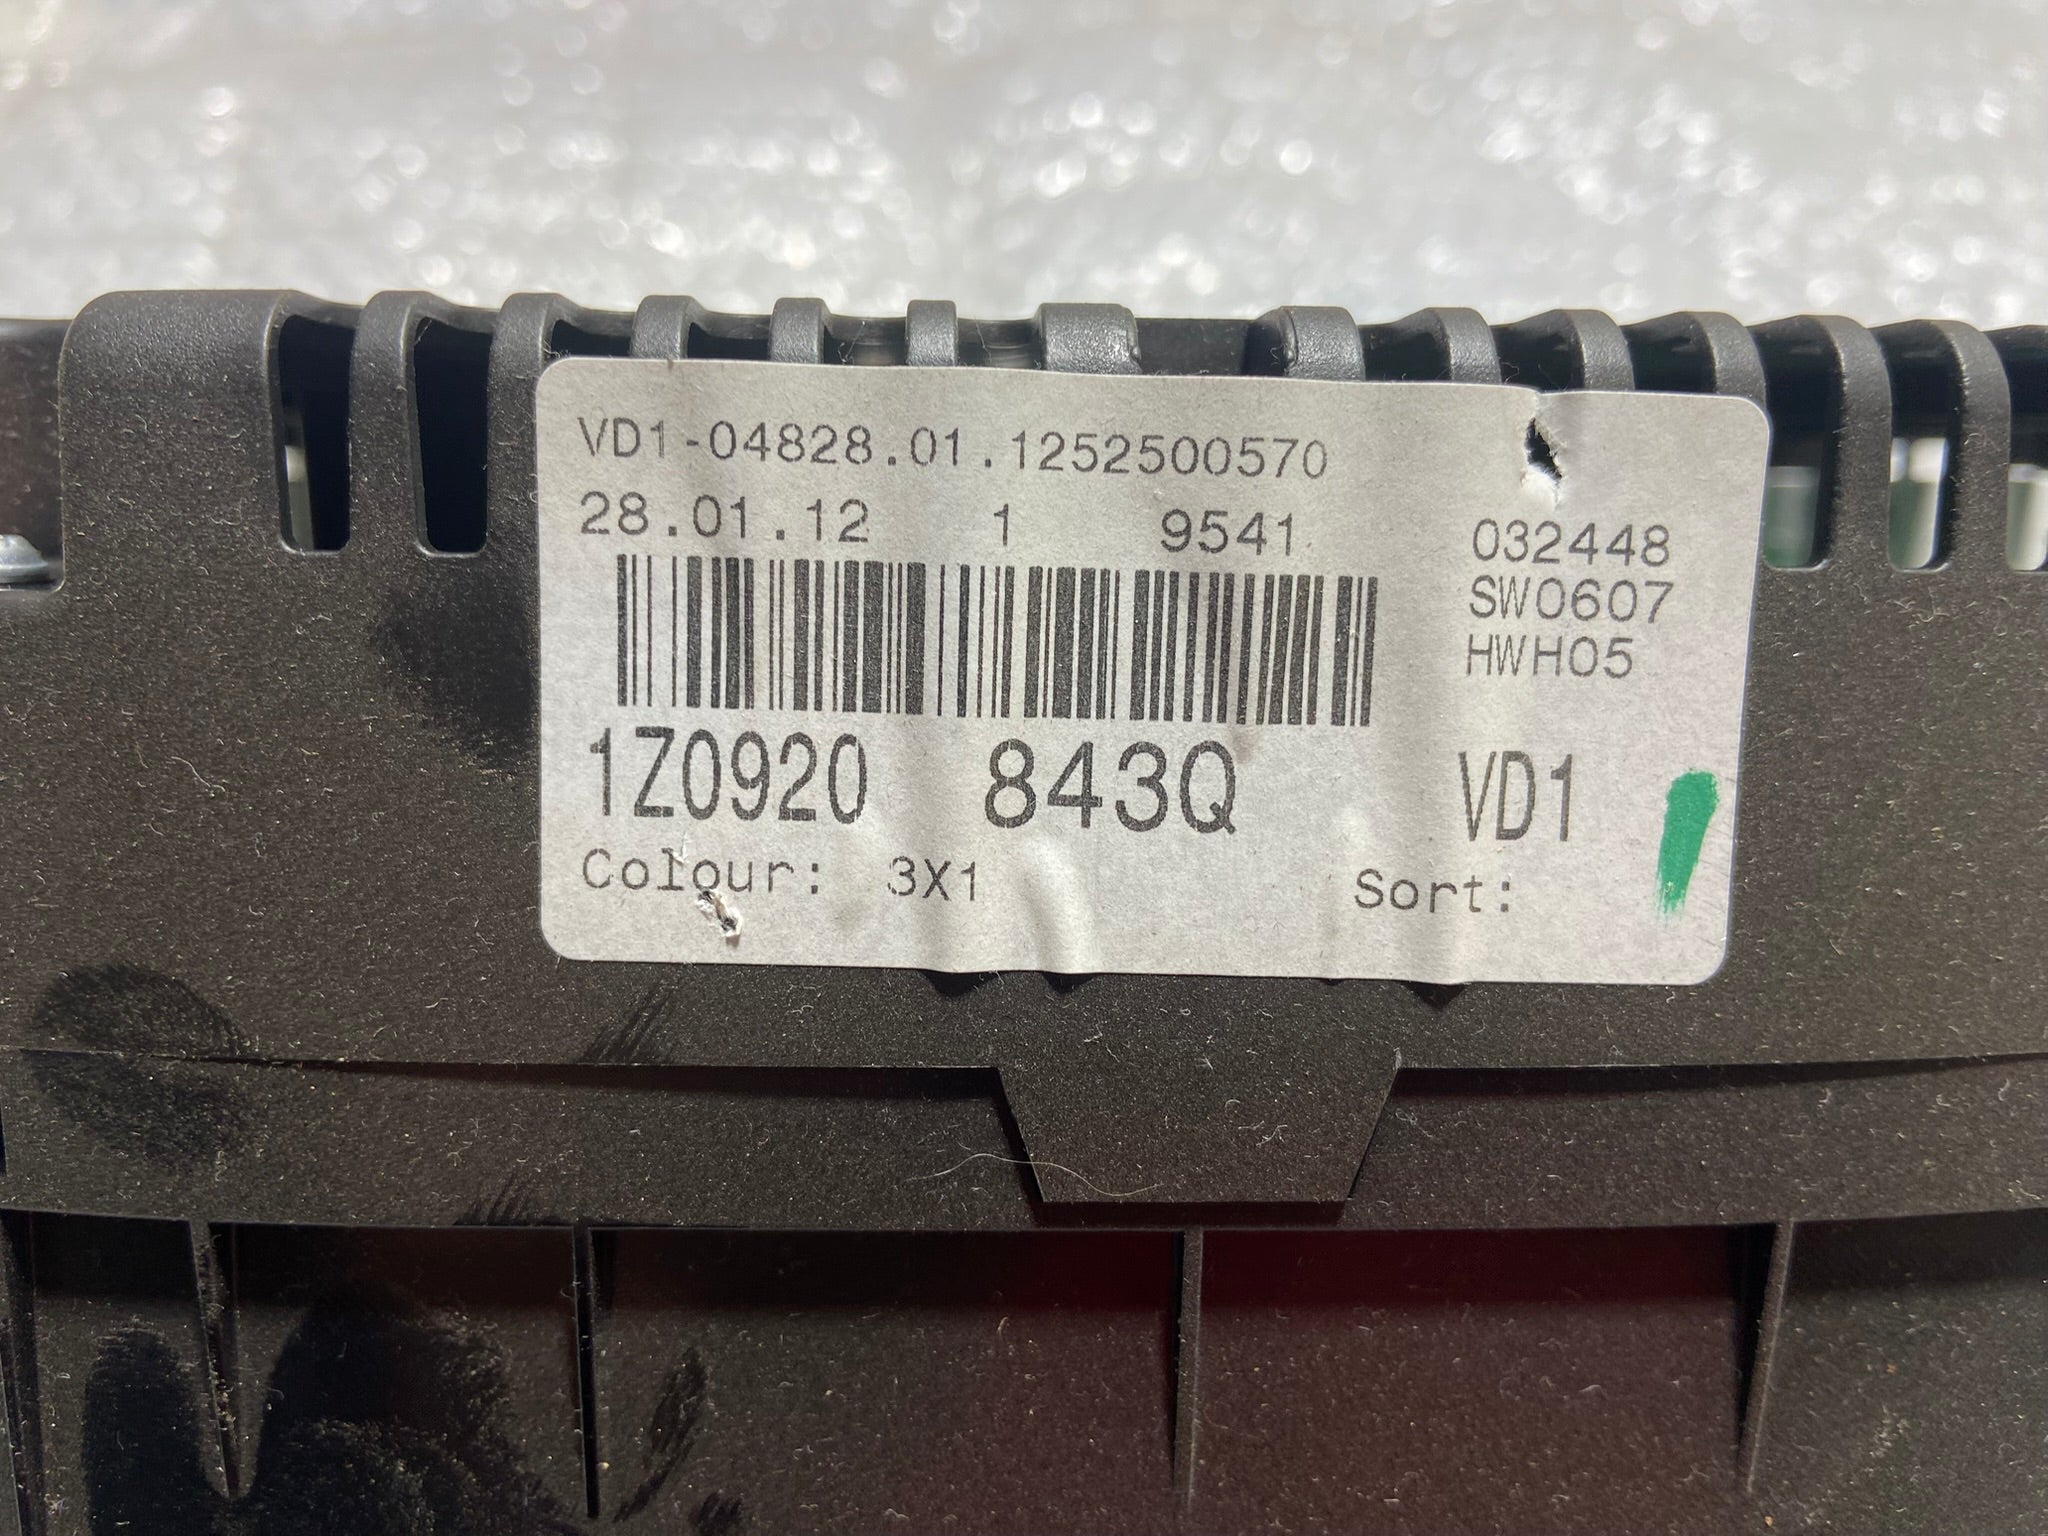 VD1-04828.01.1252500570
28.01.12 1 9541
032448
SW0607
HWH05
1Z0920 843Q VD1
Colour: 3X1 Sort: